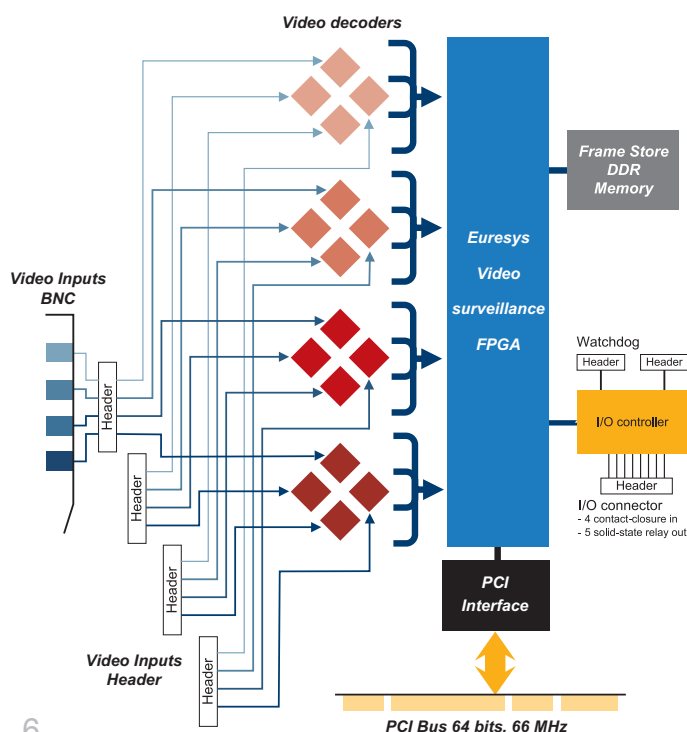 Video decoders
Frame Store
DDR
Memory
Euresys
Video
surveillance
FPGA
Video Inputs
BNC
Header
Header
Header
Header
Watchdog
Header
Header
I/O controller
Header
I/O connector
- 4 contact-closure in
- 5 solid-state relay out
PCI
Interface
Video Inputs
Header
PCI Bus 64 bits, 66 MHz
6